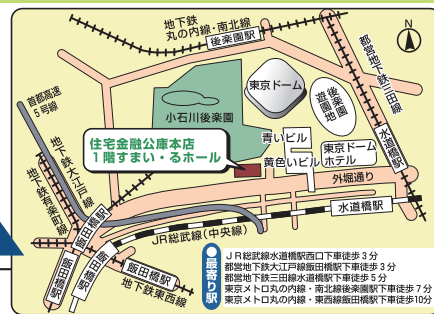 地下鉄
丸の内線・南北線
後楽園駅
N
都営地下鉄三田線
首都高速
5号線
東京ドーム
後楽園
遊園地
小石川後楽園
地下鉄大江戸線
地下鉄有楽町線
住宅金融公庫本店
1階すまい・るホール
青いビル
黄色いビル
東京ドーム
ホテル
水道橋駅
外堀通り
飯田橋駅
水道橋駅
JR総武線(中央線)
飯田橋駅
飯田橋駅
飯田橋駅
地下鉄東西線
●最寄り駅
JR総武線水道橋駅西口下車徒歩3分
都営地下鉄大江戸線飯田橋駅下車徒歩3分
都営地下鉄三田線水道橋駅下車徒歩5分
東京メトロ丸の内線・南北線後楽園駅下車徒歩7分
東京メトロ丸の内線・東西線飯田橋駅下車徒歩10分